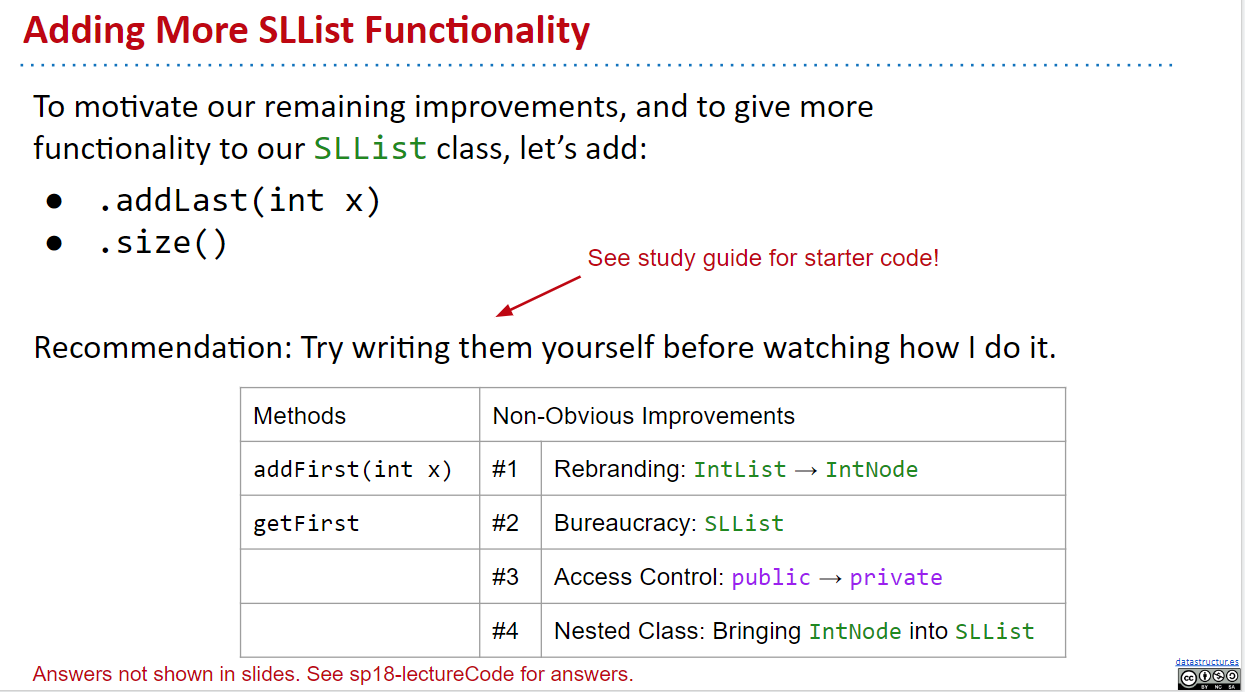 Adding More SLList Functionality
To motivate our remaining improvements, and to give more
functionality to our SLList class, let’s add:
● .addLast(int x)
● .size()
See study guide for starter code!
Recommendation: Try writing them yourself before watching how I do it.
Methods Non-Obvious Improvements
addFirst(int x) #1 Rebranding: IntList → IntNode
getFirst #2 Bureaucracy: SLList
#3 Access Control: public → private
#4 Nested Class: Bringing IntNode into SLList
Answers not shown in slides. See sp18-lectureCode for answers.
datastructur.es
CC
BY NC SA